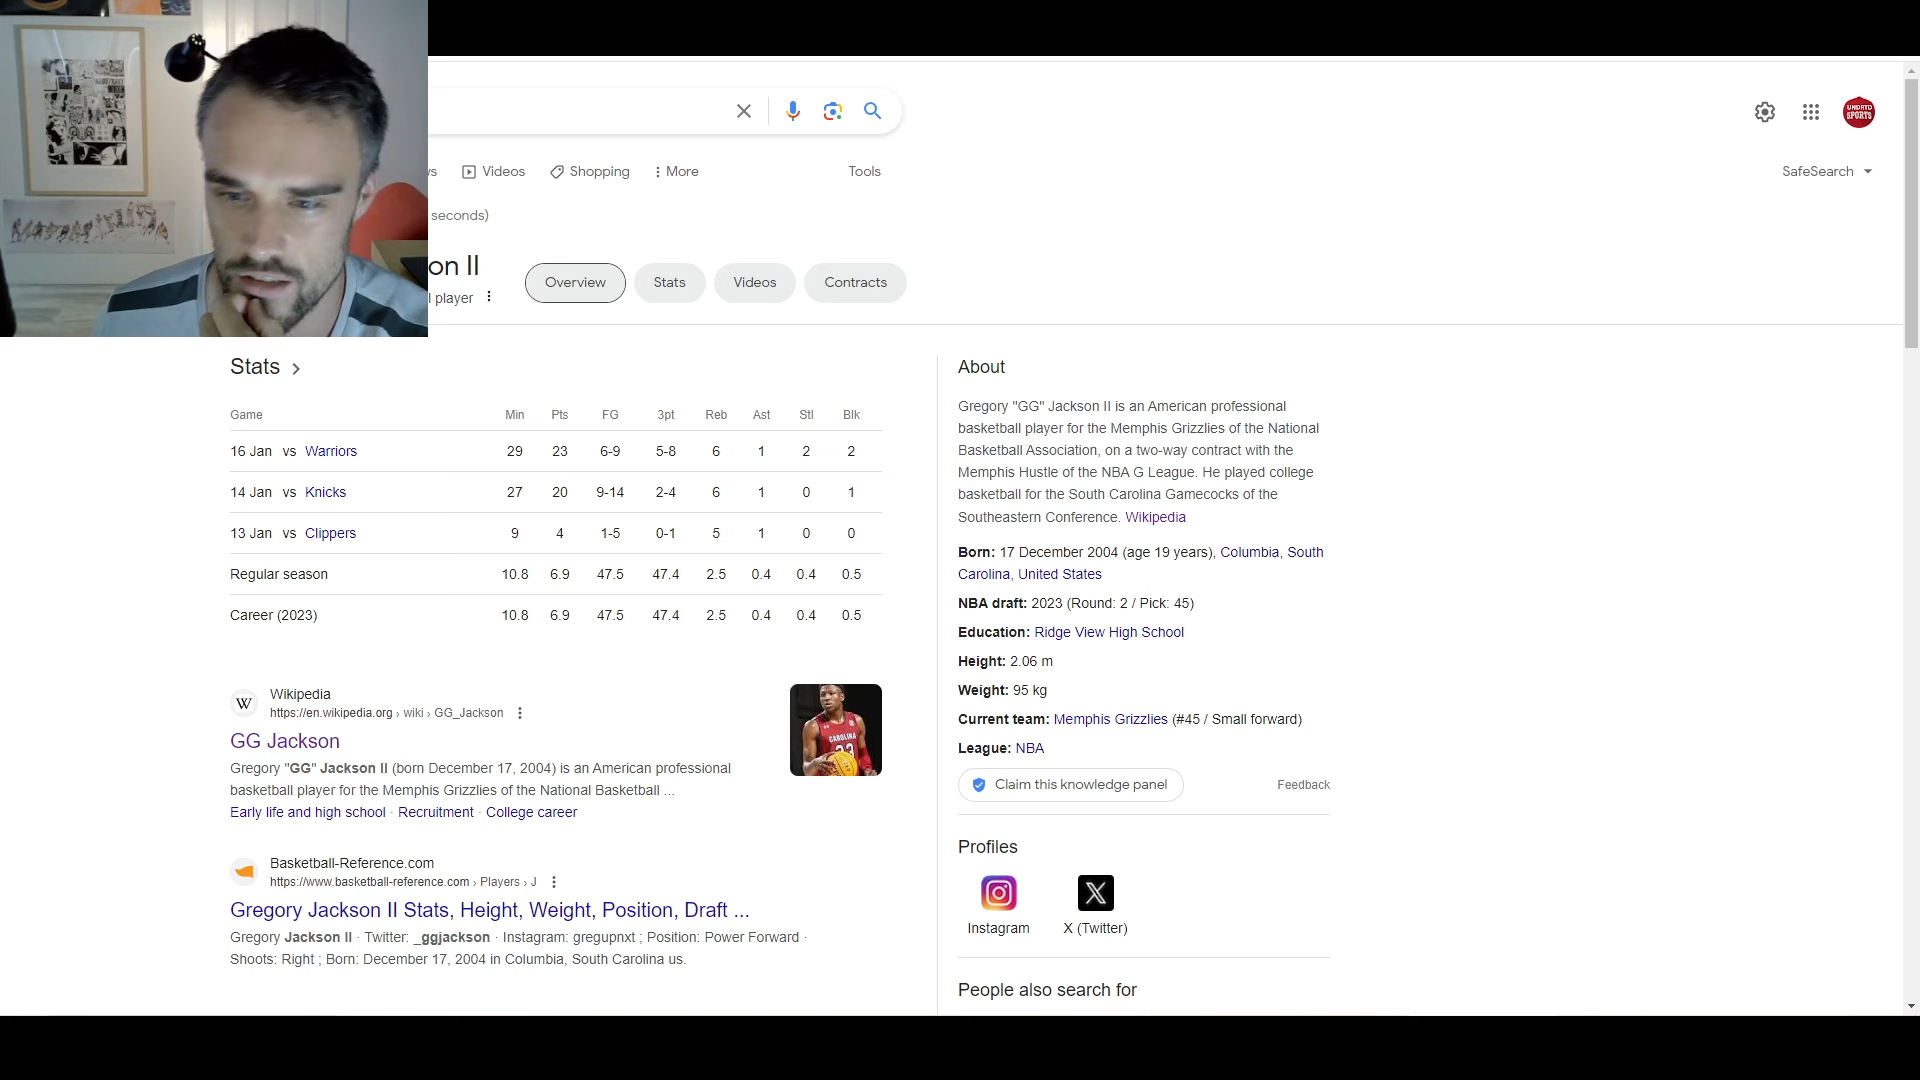 UNDRTD
SPORTS
Videos
Shopping
More
Tools
SafeSearch
seconds)
on II
player
Overview
Stats
Videos
Contracts
Stats
Game Min Pts FG 3pt Reb Ast Stl Blk
16 Jan vs Warriors 29 23 6-9 5-8 6 1 2 2
14 Jan vs Knicks 27 20 9-14 2-4 6 1 0 1
13 Jan vs Clippers 9 4 1-5 0-1 5 1 0 0
Regular season 10.8 6.9 47.5 47.4 2.5 0.4 0.4 0.5
Career (2023) 10.8 6.9 47.5 47.4 2.5 0.4 0.4 0.5
Wikipedia
https://en.wikipedia.org › wiki › GG_Jackson
GG Jackson
Gregory "GG" Jackson II (born December 17, 2004) is an American professional
basketball player for the Memphis Grizzlies of the National Basketball ...
Early life and high school · Recruitment · College career
CAROLINA
Basketball-Reference.com
https://www.basketball-reference.com › Players › J
Gregory Jackson II Stats, Height, Weight, Position, Draft ...
Gregory Jackson II · Twitter: _ggjackson · Instagram: gregupnxt ; Position: Power Forward ·
Shoots: Right ; Born: December 17, 2004 in Columbia, South Carolina us.
About
Gregory "GG" Jackson II is an American professional
basketball player for the Memphis Grizzlies of the National
Basketball Association, on a two-way contract with the
Memphis Hustle of the NBA G League. He played college
basketball for the South Carolina Gamecocks of the
Southeastern Conference. Wikipedia
Born: 17 December 2004 (age 19 years), Columbia, South
Carolina, United States
NBA draft: 2023 (Round: 2 / Pick: 45)
Education: Ridge View High School
Height: 2.06 m
Weight: 95 kg
Current team: Memphis Grizzlies (#45 / Small forward)
League: NBA
Claim this knowledge panel
Feedback
Profiles
Instagram
X (Twitter)
People also search for